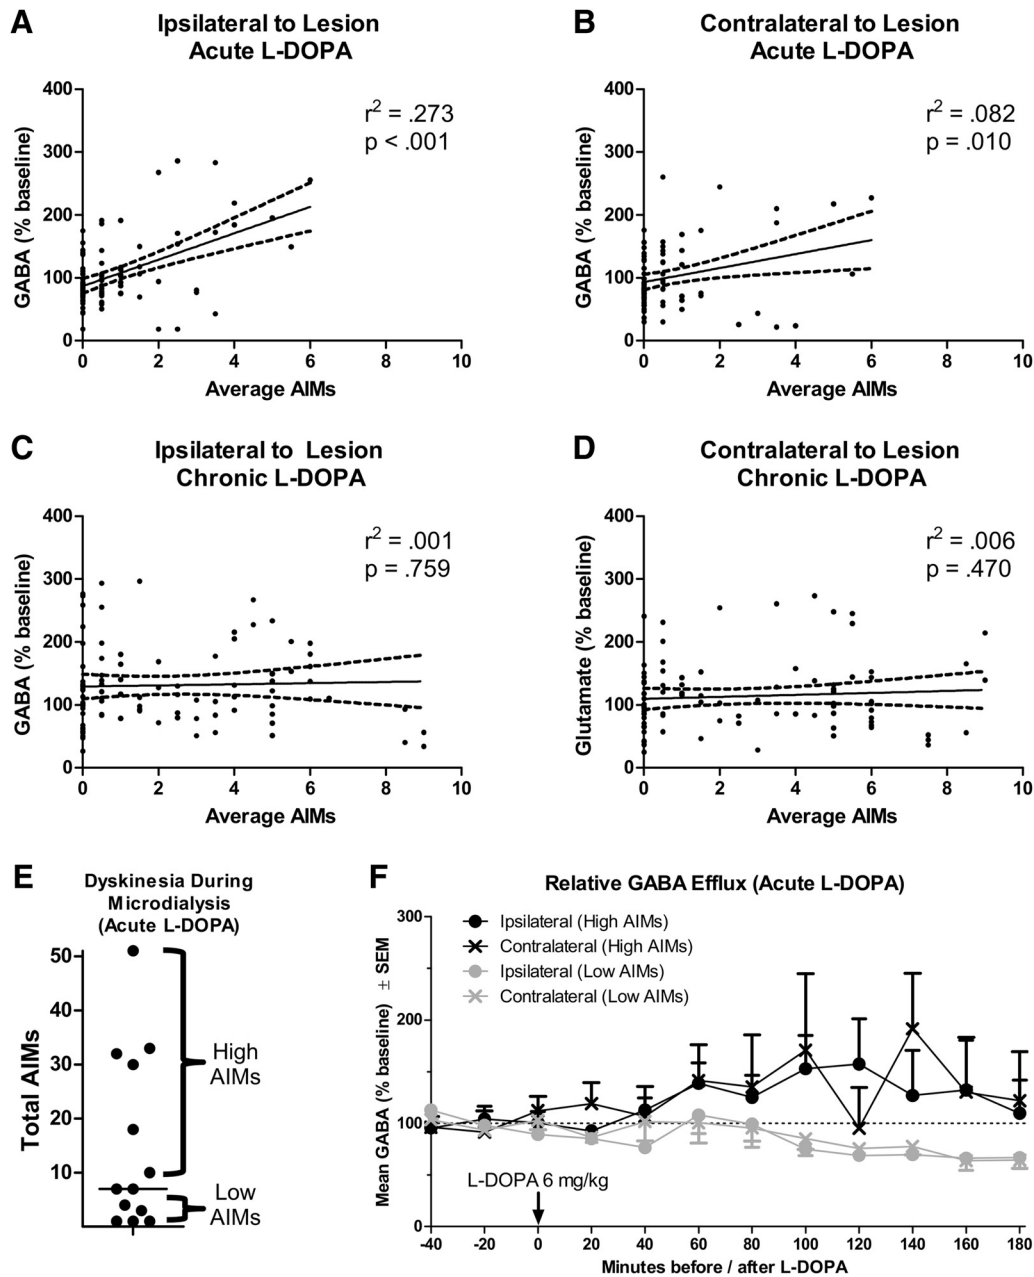 A
Ipsilateral to Lesion
Acute L-DOPA
r² = .273
p < .001
GABA (% baseline)
400
300
200
100
0
0 2 4 6 8 10
Average AIMs
B
Contralateral to Lesion
Acute L-DOPA
r² = .082
p = .010
GABA (% baseline)
400
300
200
100
0
0 2 4 6 8 10
Average AIMs
C
Ipsilateral to Lesion
Chronic L-DOPA
r² = .001
p = .759
GABA (% baseline)
400
300
200
100
0
0 2 4 6 8 10
Average AIMs
D
Contralateral to Lesion
Chronic L-DOPA
r² = .006
p = .470
Glutamate (% baseline)
400
300
200
100
0
0 2 4 6 8 10
Average AIMs
E
Dyskinesia During
Microdialysis
(Acute L-DOPA)
Total AIMs
50
40
30
20
10
High
AIMs
Low
AIMs
F
Relative GABA Efflux (Acute L-DOPA)
Mean GABA (% baseline) ± SEM
300
200
100
0
Ipsilateral (High AIMs)
Contralateral (High AIMs)
Ipsilateral (Low AIMs)
Contralateral (Low AIMs)
L-DOPA 6 mg/kg
-40 -20 0 20 40 60 80 100 120 140 160 180
Minutes before / after L-DOPA